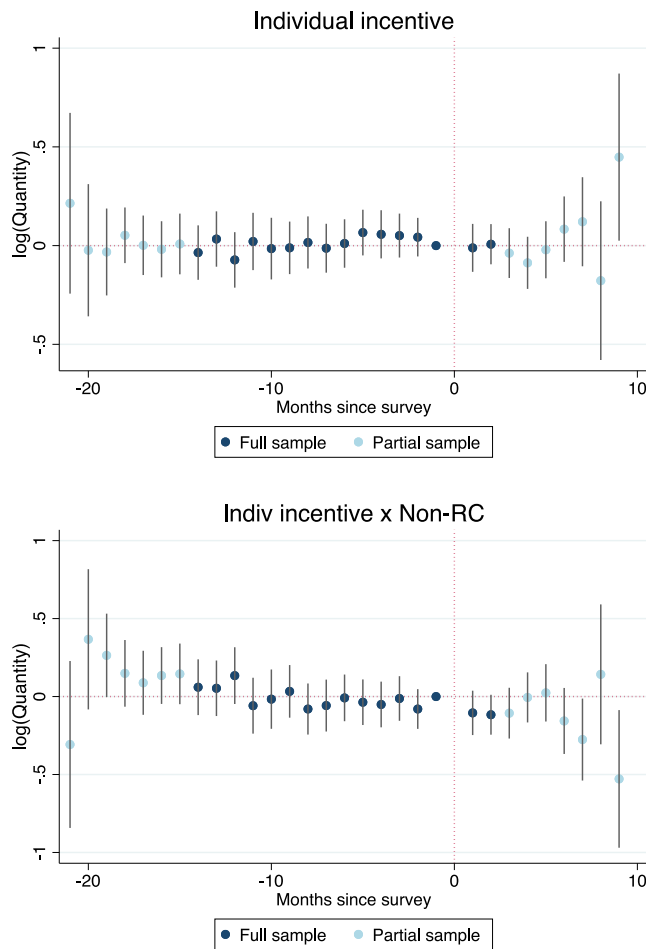 Individual incentive
1
.5
0
-.5
log(Quantity)
-20
-10
0
10
Months since survey
Full sample
Partial sample
Indiv incentive x Non-RC
1
.5
0
-.5
-1
log(Quantity)
-20
-10
0
10
Months since survey
Full sample
Partial sample